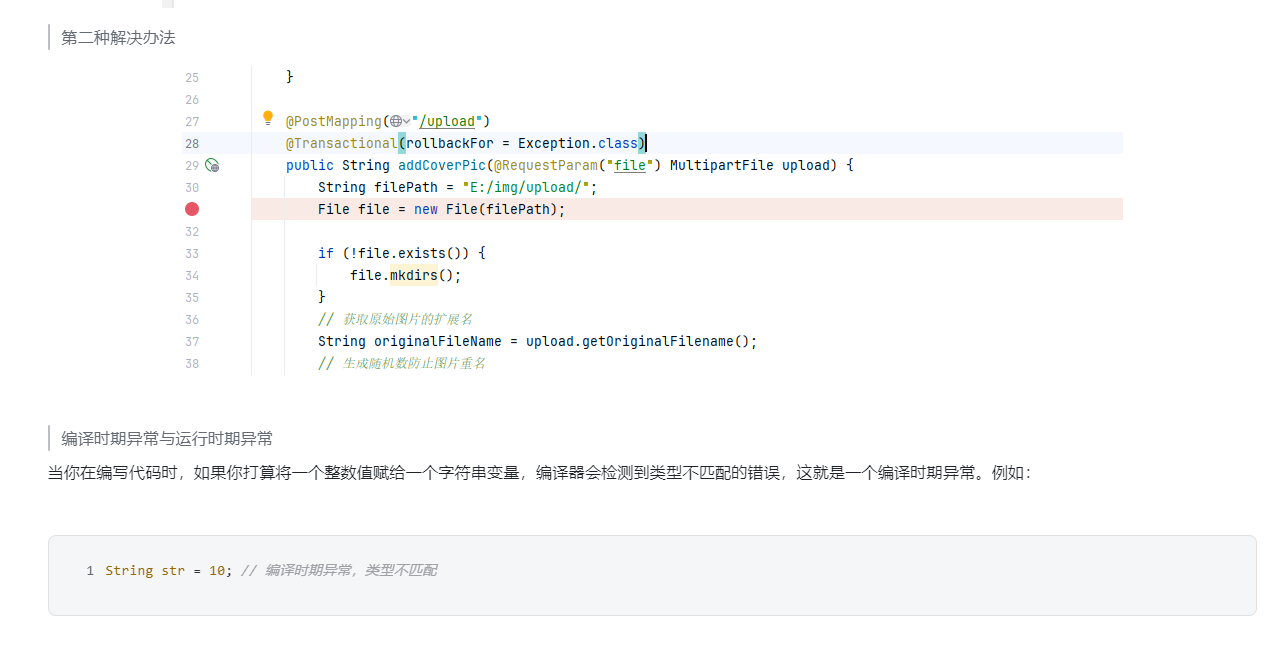 第二种解决办法
25 }
26
27 @PostMapping("/upload")
28 @Transactional(rollbackFor = Exception.class)
29 public String addCoverPic(@RequestParam("file") MultipartFile upload) {
30 String filePath = "E:/img/upload/";
File file = new File(filePath);
32
33 if (!file.exists()) {
34 file.mkdirs();
35 }
36 // 获取原始图片的扩展名
37 String originalFileName = upload.getOriginalFilename();
38 // 生成随机数防止图片重名
编译时期异常与运行时期异常
当你在编写代码时，如果你打算将一个整数值赋给一个字符串变量，编译器会检测到类型不匹配的错误，这就是一个编译时期异常。例如：
1 String str = 10; // 编译时期异常，类型不匹配